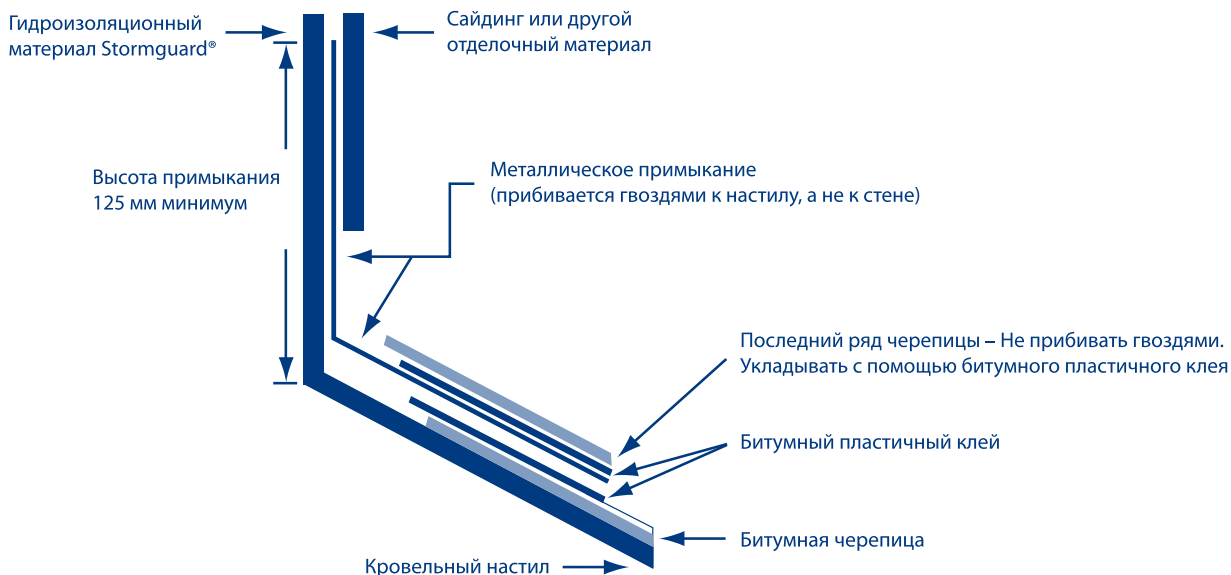 Гидроизоляционный
материал Stormguard®
Сайдинг или другой
отделочный материал
Высота примыкания
125 мм минимум
Металлическое примыкание
(прибивается гвоздями к настилу, а не к стене)
Последний ряд черепицы – Не прибивать гвоздями.
Укладывать с помощью битумного пластичного клея
Битумный пластичный клей
Битумная черепица
Кровельный настил